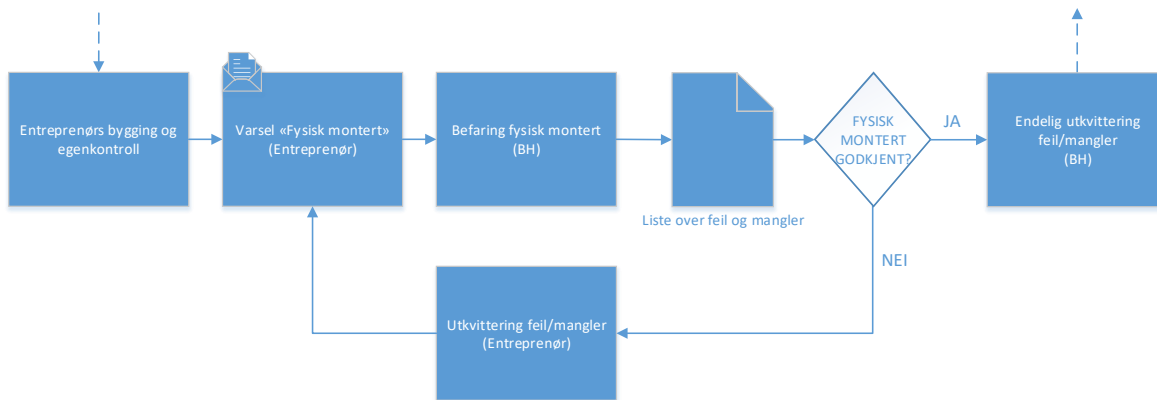 Entreprenørs bygging og
egenkontroll
Varsel «Fysisk montert»
(Entreprenør)
Befaring fysisk montert
(BH)
Liste over feil og mangler
FYSISK
MONTERT
GODKJENT?
JA
Endelig utkvittering
feil/mangler
(BH)
NEI
Utkvittering feil/mangler
(Entreprenør)